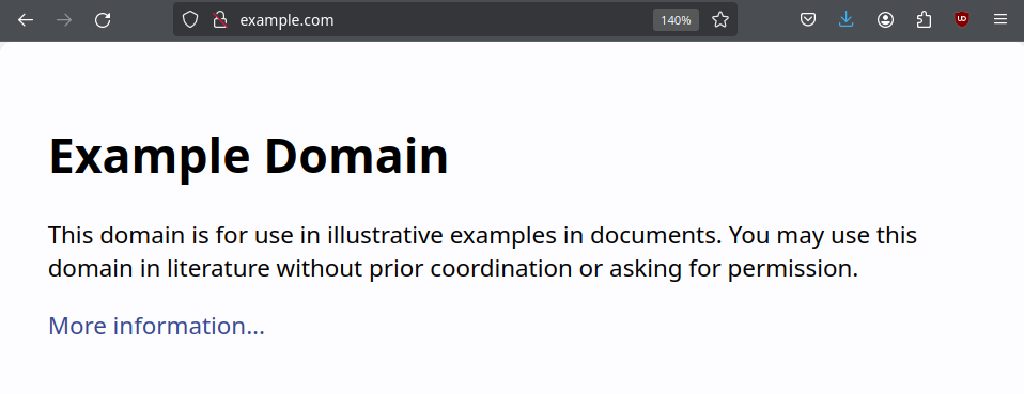 example.com
140%
Example Domain
This domain is for use in illustrative examples in documents. You may use this
domain in literature without prior coordination or asking for permission.
More information...